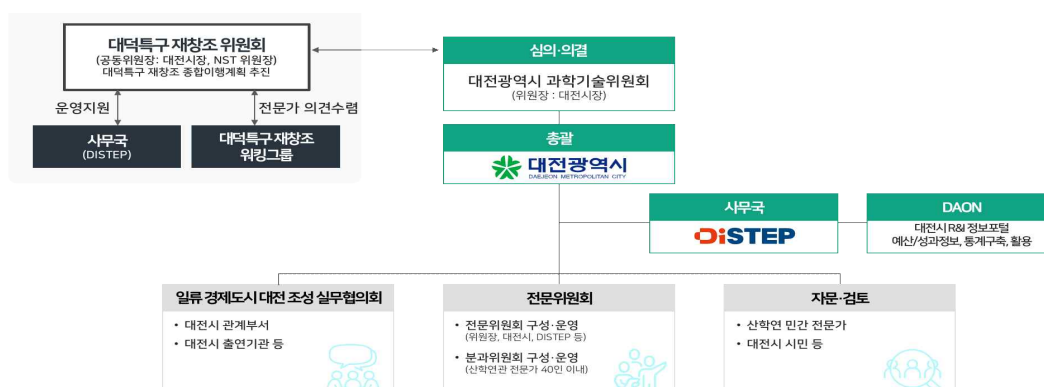 대덕특구 재창조 위원회
(공동위원장: 대전시장, NST 위원장)
대덕특구 재창조 종합이행계획 추진
운영지원
전문가 의견수렴
사무국
(DISTEP)
대덕특구 재창조
워킹그룹
심의·의결
대전광역시 과학기술위원회
(위원장 : 대전시장)
총괄
대전광역시
DAEJEON METROPOLITAN CITY
사무국
DiSTEP
DAON
대전시 R&I 정보포털
예산/성과정보, 통계구축, 활용
일류 경제도시 대전 조성 실무협의회
• 대전시 관계부서
• 대전시 출연기관 등
전문위원회
• 전문위원회 구성·운영
(위원장, 대전시, DISTEP 등)
• 분과위원회 구성·운영
(산학연관 전문가 40인 이내)
자문·검토
• 산학연 민간 전문가
• 대전시 시민 등